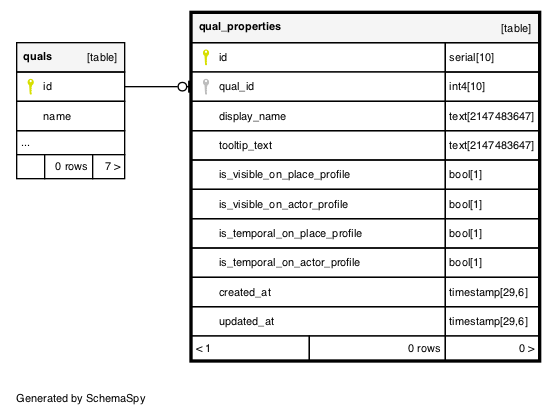 qual_properties [table]
quals [table]
id serial[10]
id
qual_id int4[10]
name
display_name text[2147483647]
...
tooltip_text text[2147483647]
0 rows 7 >
is_visible_on_place_profile bool[1]
is_visible_on_actor_profile bool[1]
is_temporal_on_place_profile bool[1]
is_temporal_on_actor_profile bool[1]
created_at timestamp[29,6]
updated_at timestamp[29,6]
< 1 0 rows 0 >
Generated by SchemaSpy